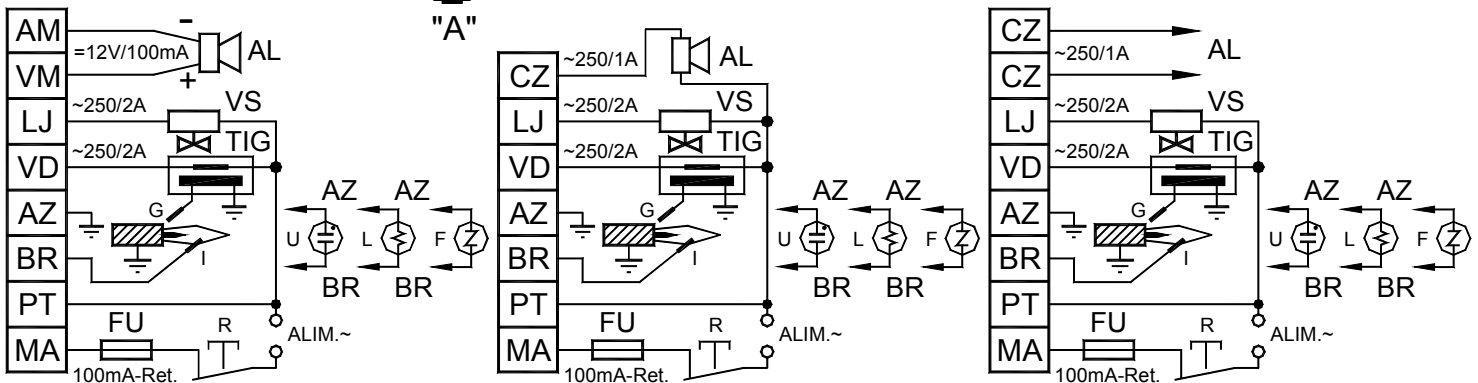 "A"
AM
-
=12V/100mA
AL
VM
+
LJ
~250/2A
VS
TIG
VD
~250/2A
AZ
G
AZ AZ
U L F
BR
I
BR BR
PT
FU R ALIM.~
MA
100mA-Ret.
CZ
~250/1A
AL
LJ
~250/2A
VS
TIG
VD
~250/2A
AZ
G
AZ AZ
U L F
BR
I
BR BR
PT
FU R ALIM.~
MA
100mA-Ret.
CZ
~250/1A
AL
CZ
LJ
~250/2A
VS
TIG
VD
~250/2A
AZ
G
AZ AZ
U L F
BR
I
BR BR
PT
FU R ALIM.~
MA
100mA-Ret.